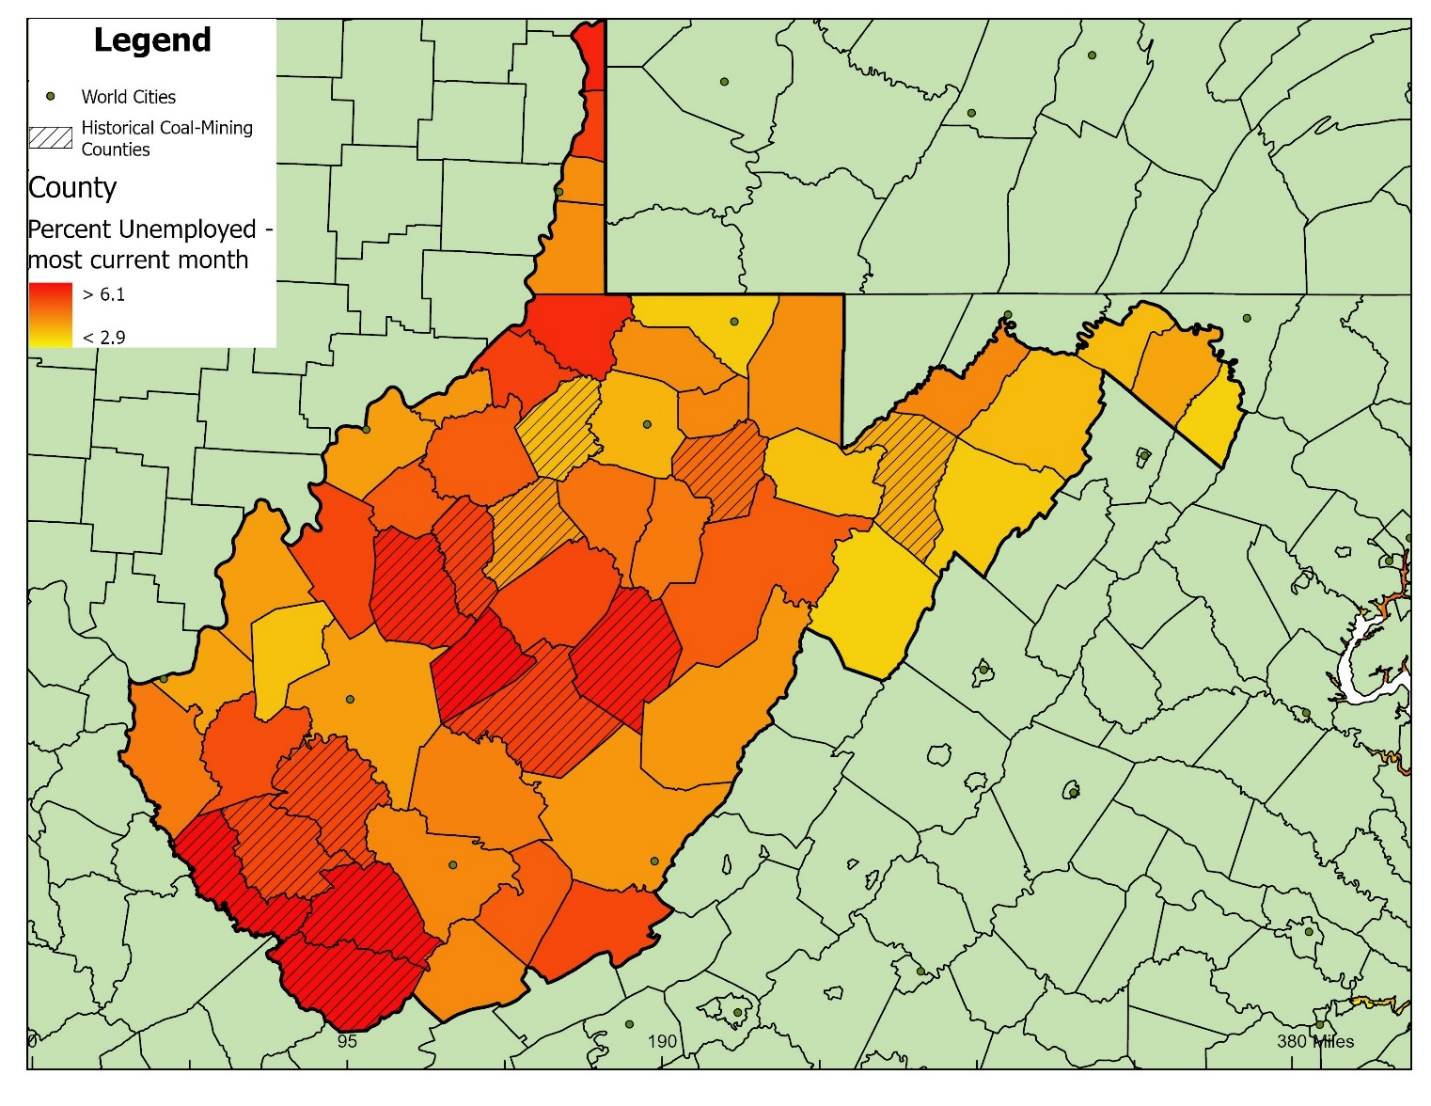 Legend
World Cities
Historical Coal-Mining
Counties
County
Percent Unemployed -
most current month
> 6.1
< 2.9
0
95
190
380 Miles